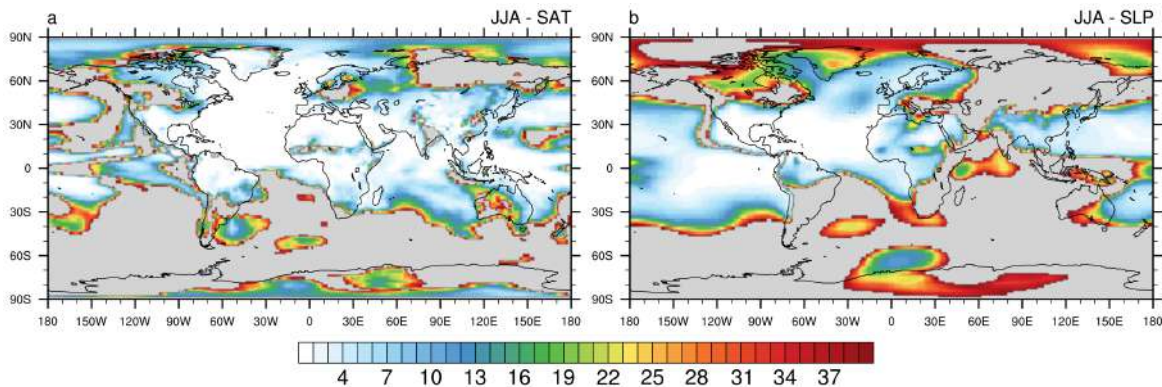 a JJA - SAT b JJA - SLP
90N 90N
60N 60N
30N 30N
0 0
30S 30S
60S 60S
90S 90S
180 150W 120W 90W 60W 30W 0 30E 60E 90E 120E 150E 180 180 150W 120W 90W 60W 30W 0 30E 60E 90E 120E 150E 180
4 7 10 13 16 19 22 25 28 31 34 37